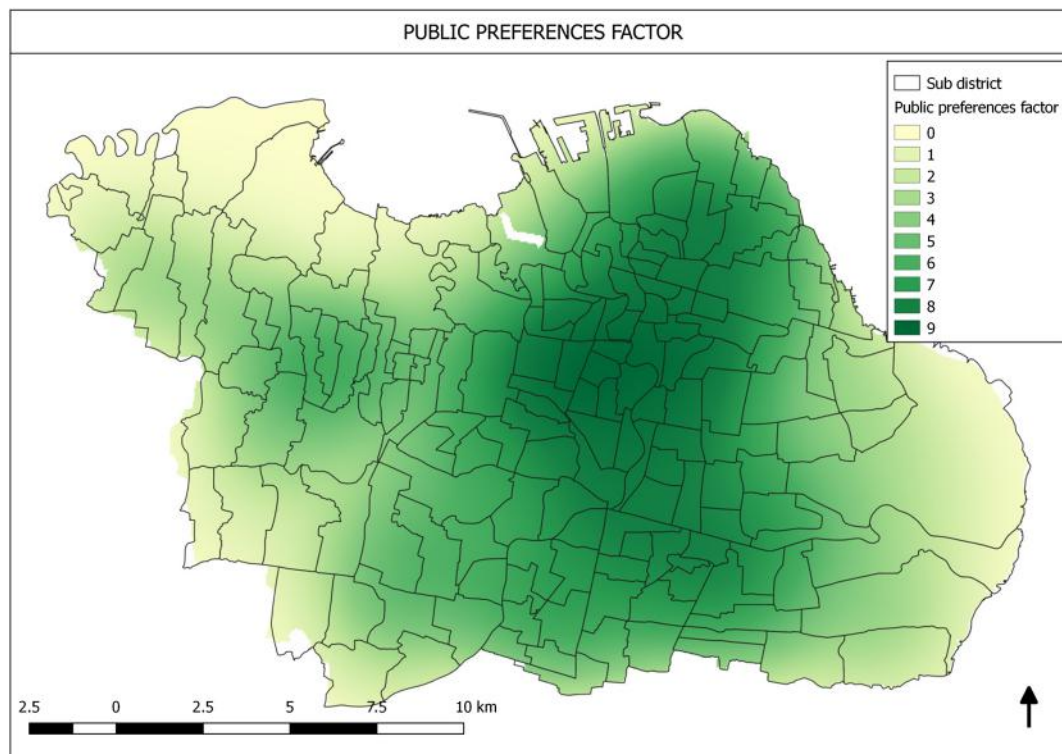 PUBLIC PREFERENCES FACTOR
Sub district
Public preferences factor
0
1
2
3
4
5
6
7
8
9
2.5 0 2.5 5 7.5 10 km